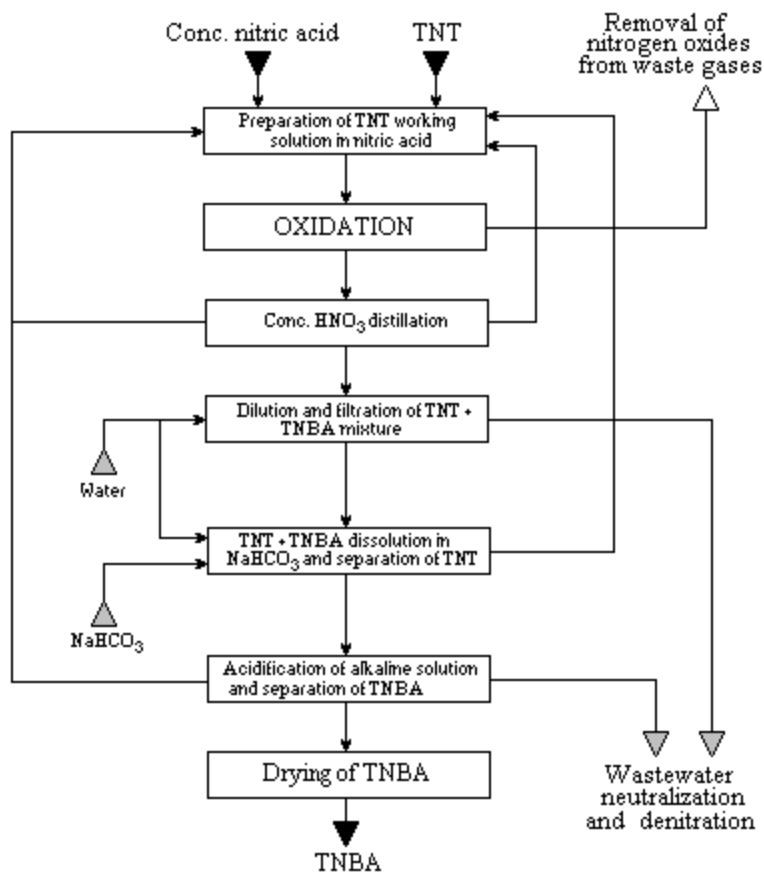 Conc. nitric acid
TNT
Removal of
nitrogen oxides
from waste gases
Preparation of TNT working
solution in nitric acid
OXIDATION
Conc. HNO3 distillation
Dilution and filtration of TNT +
TNBA mixture
Water
TNT + TNBA dissolution in
NaHCO3 and separation of TNT
NaHCO3
Acidification of alkaline solution
and separation of TNBA
Drying of TNBA
Wastewater
neutralization
and denitration
TNBA